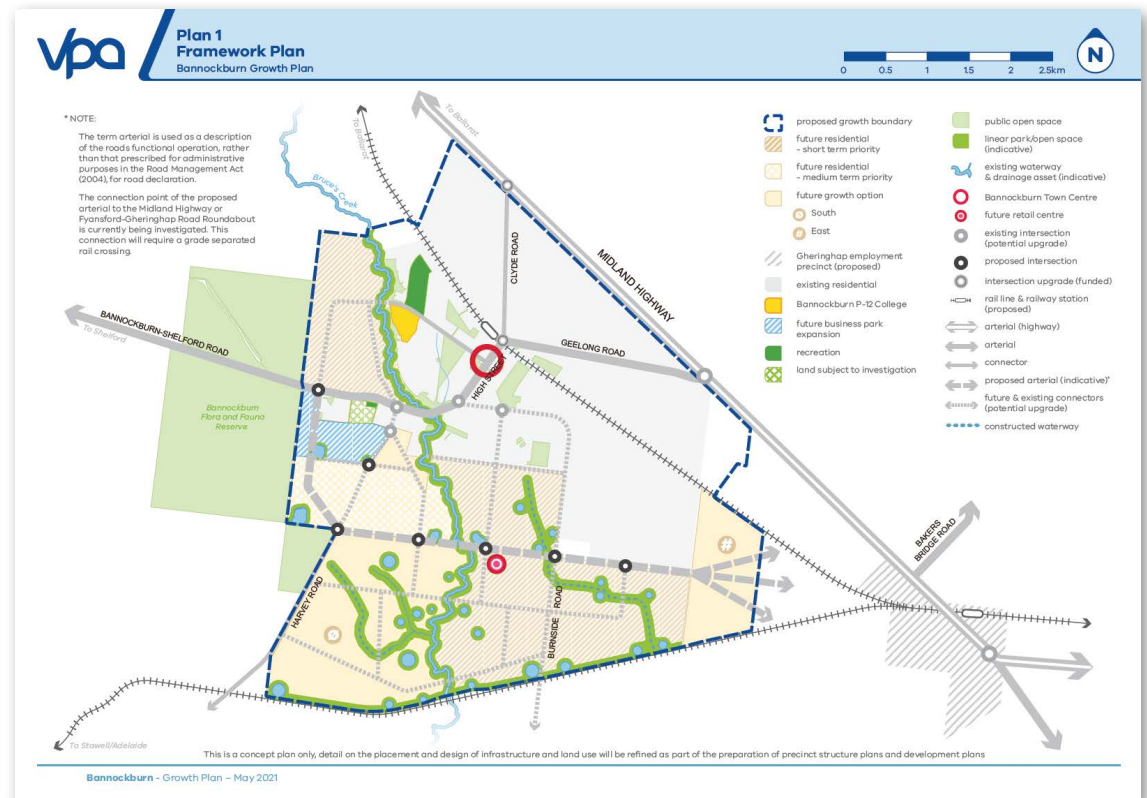 vpa
Plan 1
Framework Plan
Bannockburn Growth Plan
0 0.5 1 1.5 2 2.5km
N
* NOTE:
The term arterial is used as a description
of the roads functional operation, rather
than that prescribed for administrative
purposes in the Road Management Act
(2004), for road declaration.
The connection point of the proposed
arterial to the Midland Highway or
Fyansford-Gheringhap Road Roundabout
is currently being investigated. This
connection will require a grade separated
rail crossing.
proposed growth boundary
future residential
- short term priority
future residential
- medium term priority
future growth option
South
East
Gheringhap employment
precinct (proposed)
existing residential
Bannockburn P-12 College
future business park
expansion
recreation
land subject to investigation
public open space
linear park/open space
(indicative)
existing waterway
& drainage asset (indicative)
Bannockburn Town Centre
future retail centre
existing intersection
(potential upgrade)
proposed intersection
intersection upgrade (funded)
rail line & railway station
(proposed)
arterial (highway)
arterial
connector
proposed arterial (indicative)*
future & existing connectors
(potential upgrade)
constructed waterway
To Ballarat
To Ballarat
Bruce's Creek
CLYDE ROAD
MIDLAND HIGHWAY
BANNOCKBURN-SHELFORD ROAD
To Shelford
GEELONG ROAD
HIGH STREET
Bannockburn
Flora and Fauna
Reserve
BAKERS
BRIDGE ROAD
HARVEY ROAD
BURNSIDE ROAD
To Stawell/Adelaide
This is a concept plan only, detail on the placement and design of infrastructure and land use will be refined as part of the preparation of precinct structure plans and development plans
Bannockburn - Growth Plan – May 2021